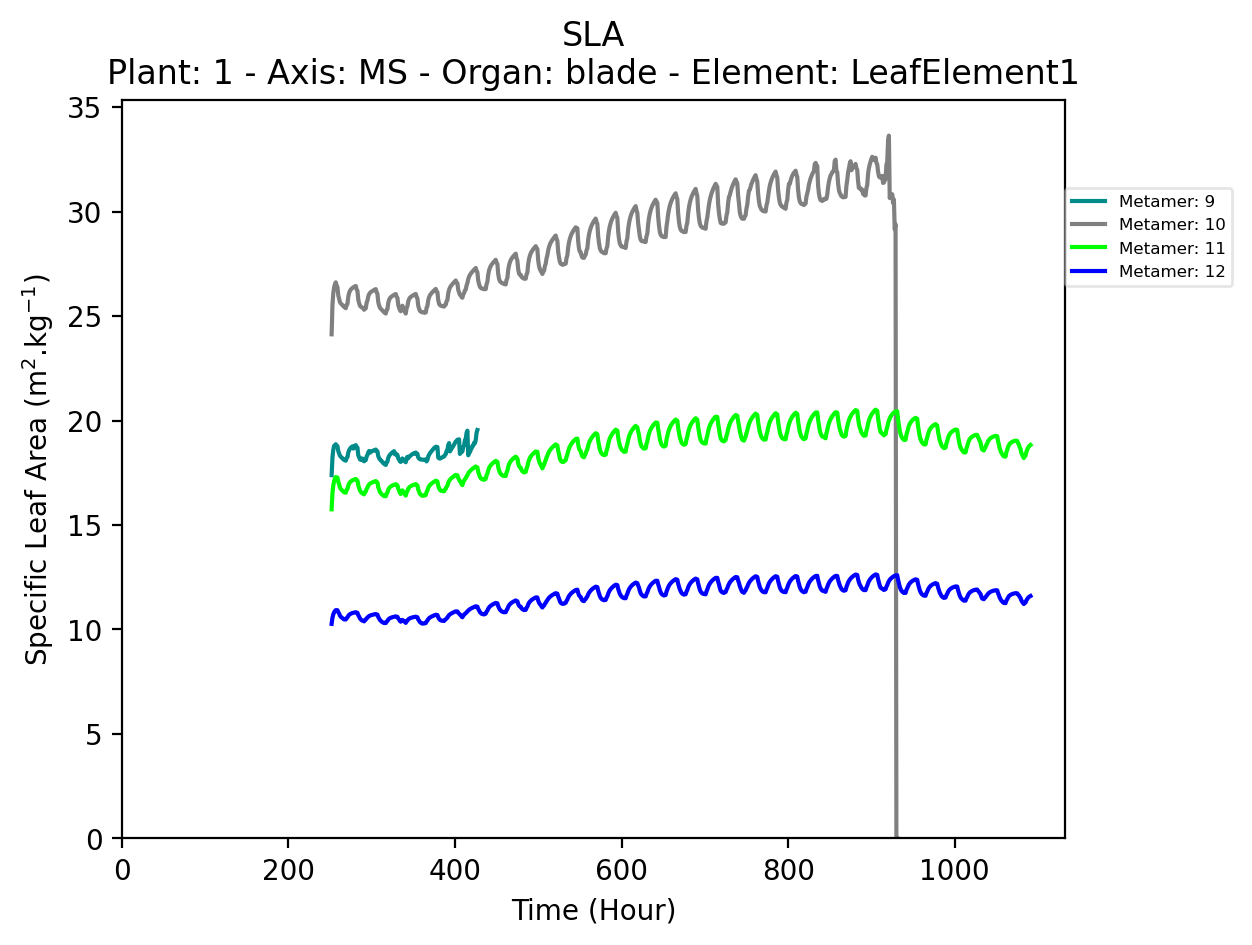 SLA
Plant: 1 - Axis: MS - Organ: blade - Element: LeafElement1
35
30
25
20
15
10
5
0
Specific Leaf Area (m².kg⁻¹)
0 200 400 600 800 1000
Time (Hour)
Metamer: 9
Metamer: 10
Metamer: 11
Metamer: 12